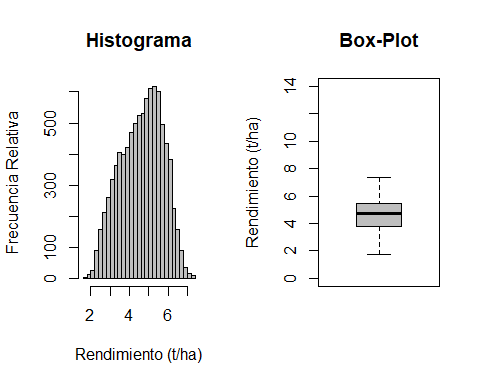 Histograma
Frecuencia Relativa
100
300
500
2
4
6
Rendimiento (t/ha)
Box-Plot
Rendimiento (t/ha)
0
2
4
6
8
10
14